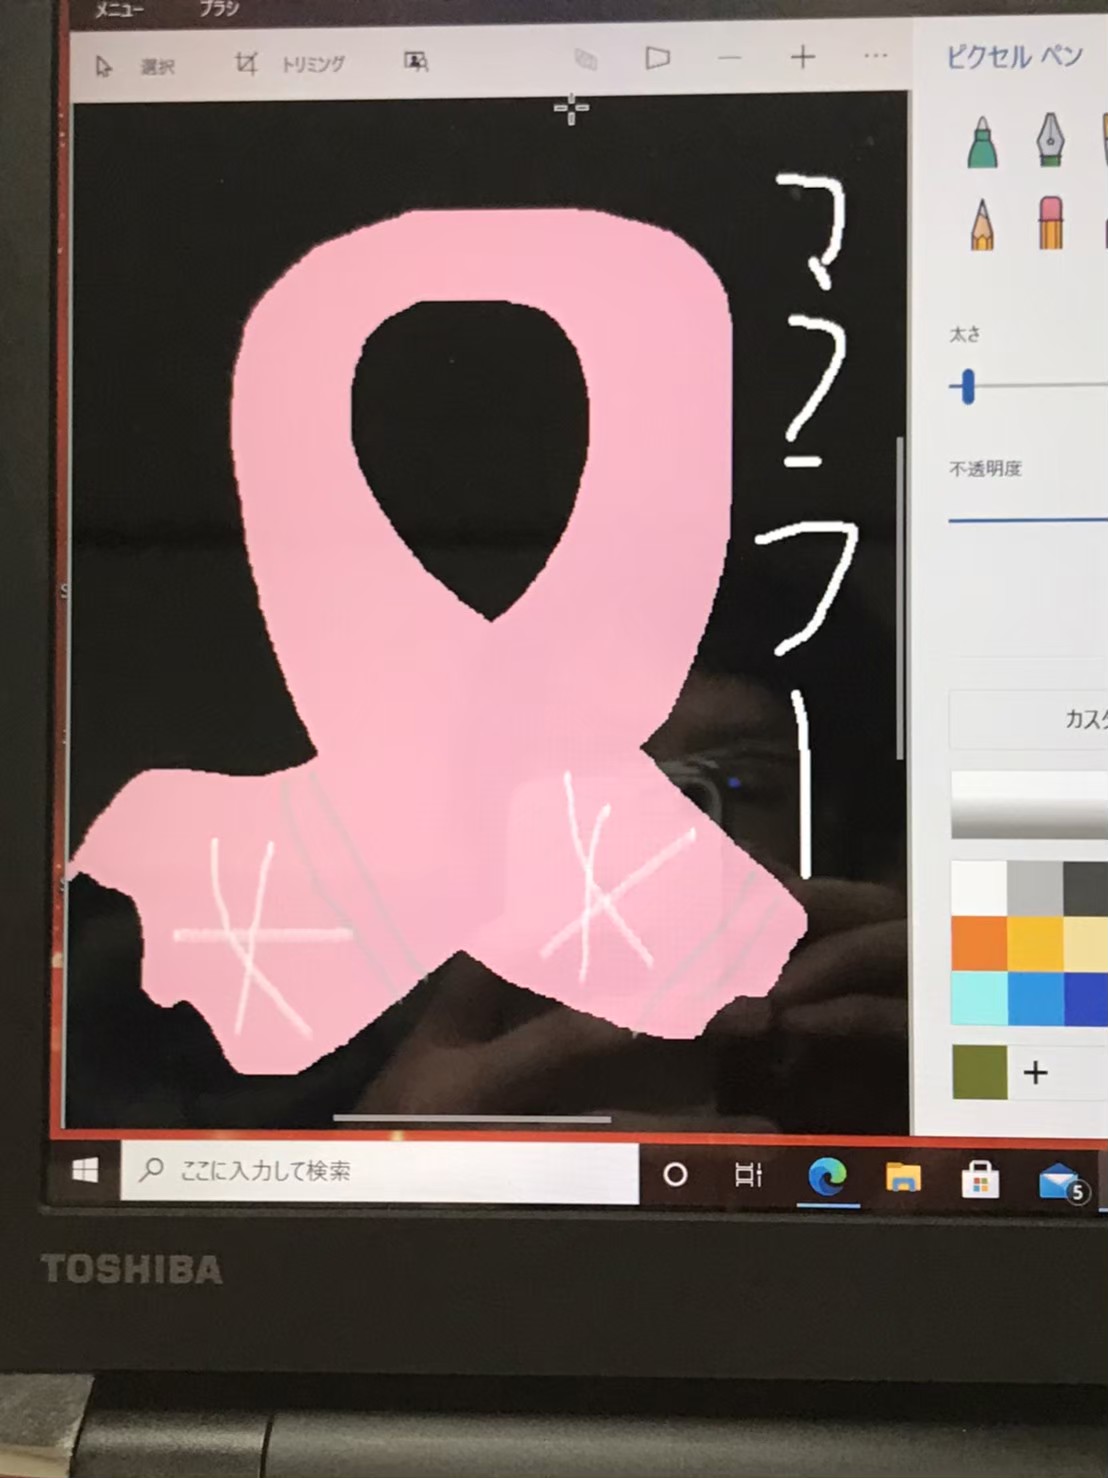 メニュー ブラシ
選択 トリミング
ピクセル ペン
マフラー
太さ
不透明度
カスタ
ここに入力して検索
5
TOSHIBA